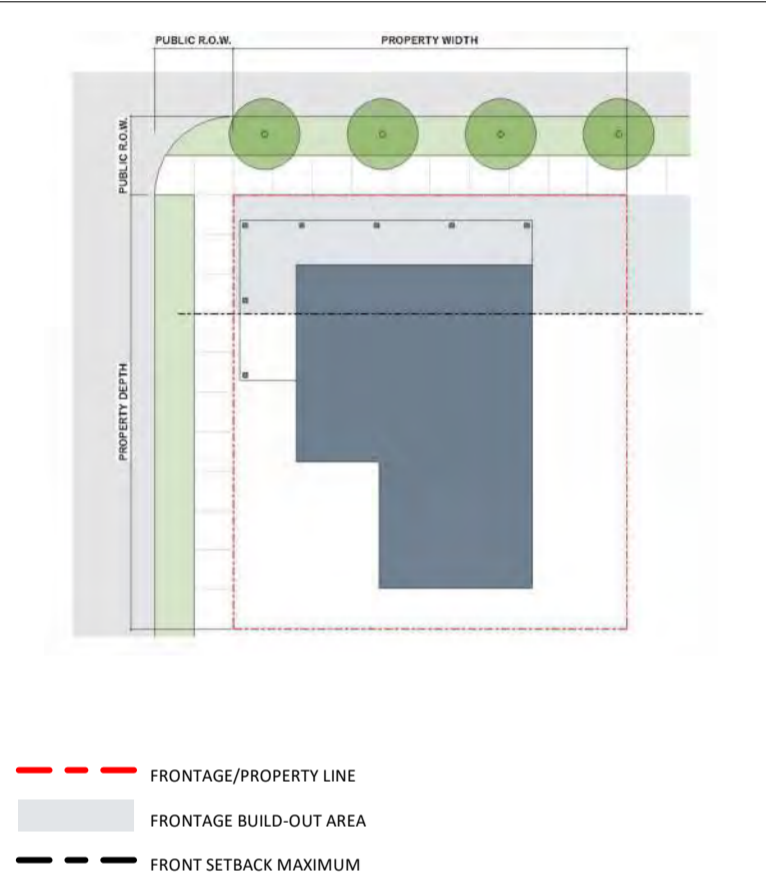 PUBLIC R.O.W.
PROPERTY WIDTH
PUBLIC R.O.W.
PROPERTY DEPTH
FRONTAGE/PROPERTY LINE
FRONTAGE BUILD-OUT AREA
FRONT SETBACK MAXIMUM